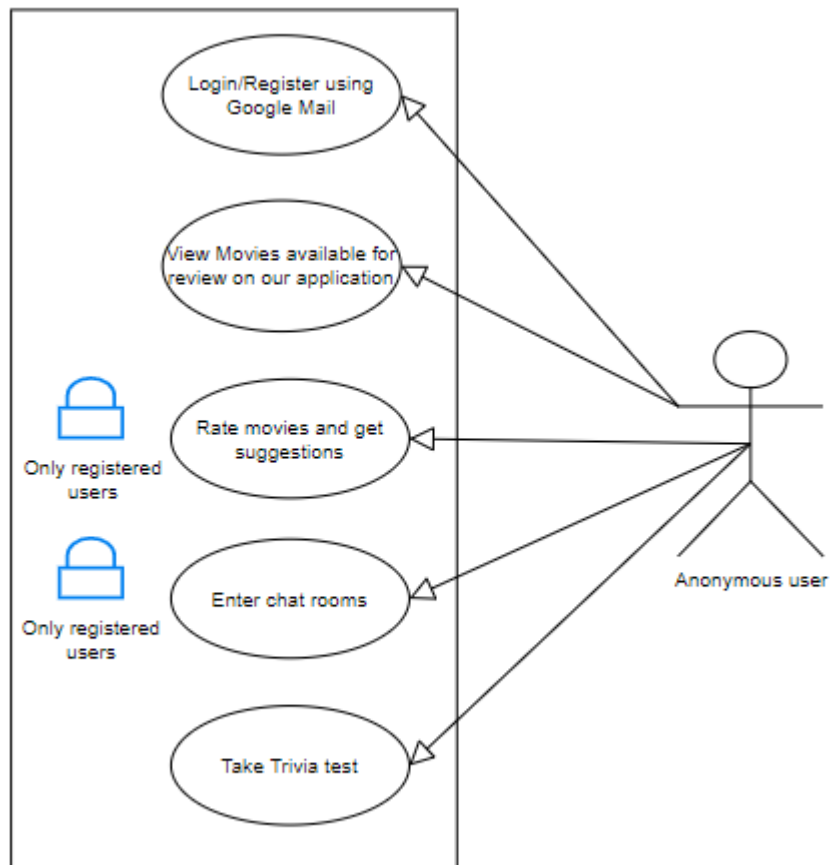 Login/Register using
Google Mail
View Movies available for
review on our application
Rate movies and get
suggestions
Only registered
users
Enter chat rooms
Only registered
users
Anonymous user
Take Trivia test